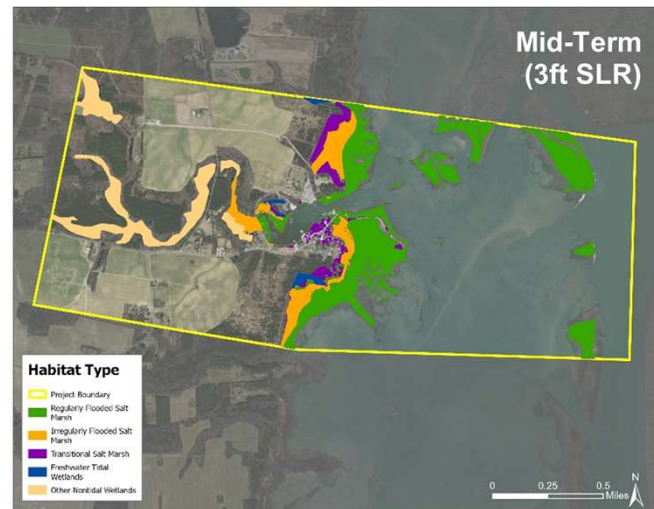 Mid-Term
(3ft SLR)
Habitat Type
Project Boundary
Regularly Flooded Salt
Marsh
Irregularly Flooded Salt
Marsh
Transitional Salt Marsh
Freshwater Tidal
Wetlands
Other Nontidal Wetlands
N
0 0.25 0.5
Miles